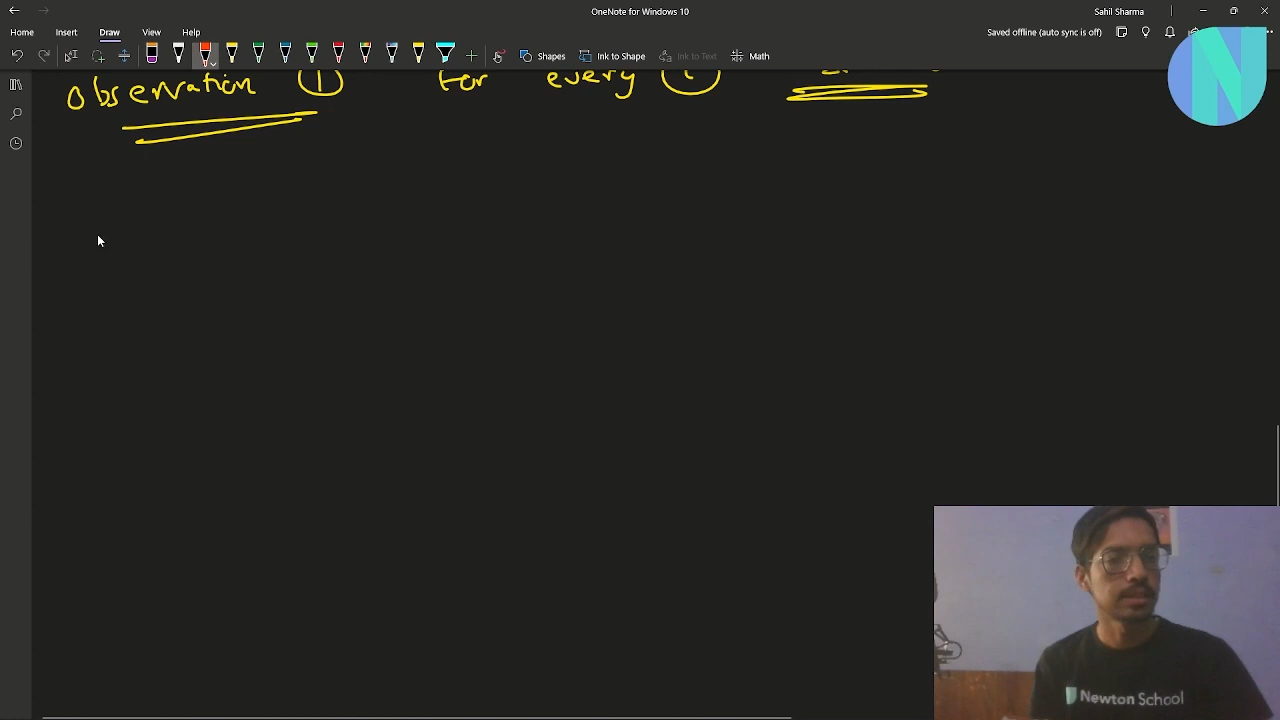 OneNote for Windows 10
Sahil Sharma
Home Insert Draw View Help
Saved offline (auto sync is off)
Shapes Ink to Shape Ink to Text Math
Observation 1 for every i
Newton School